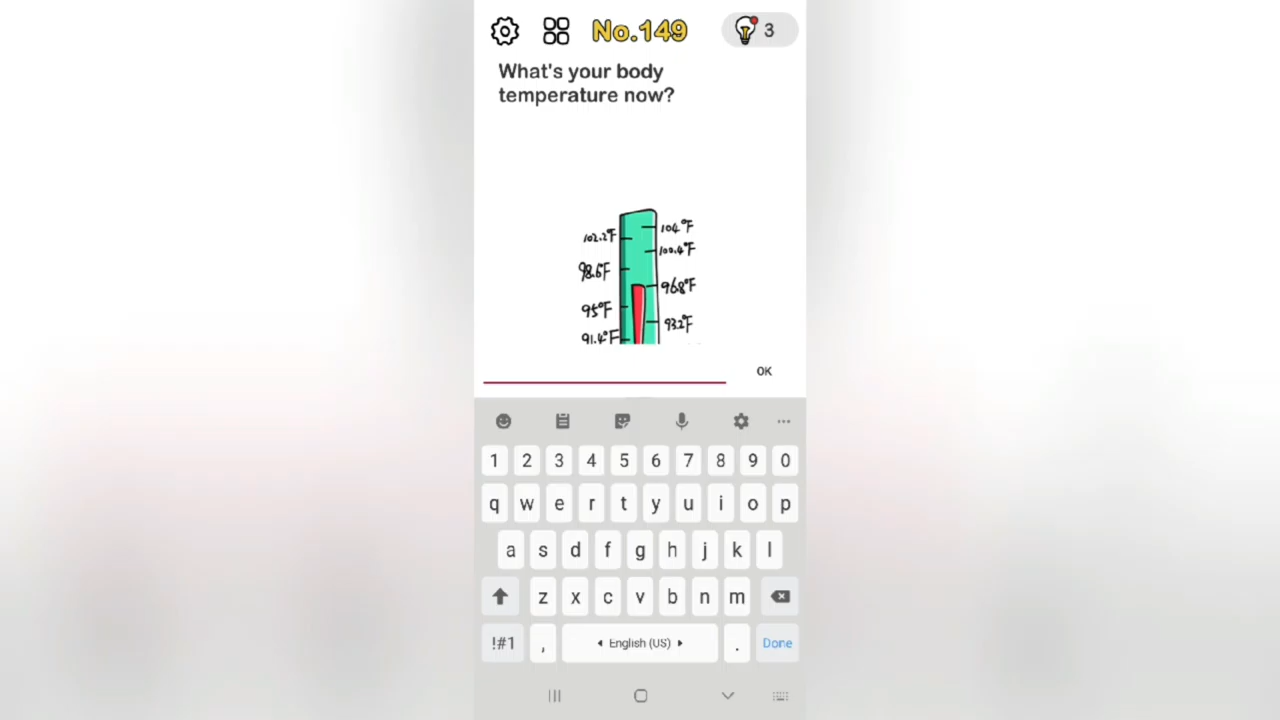 No.149
3
What's your body
temperature now?
104°F
102.2°F
100.4°F
98.6°F
96.8°F
95°F
93.2°F
91.4°F
OK
1 2 3 4 5 6 7 8 9 0
q w e r t y u i o p
a s d f g h j k l
z x c v b n m
!#1 , English (US) . Done